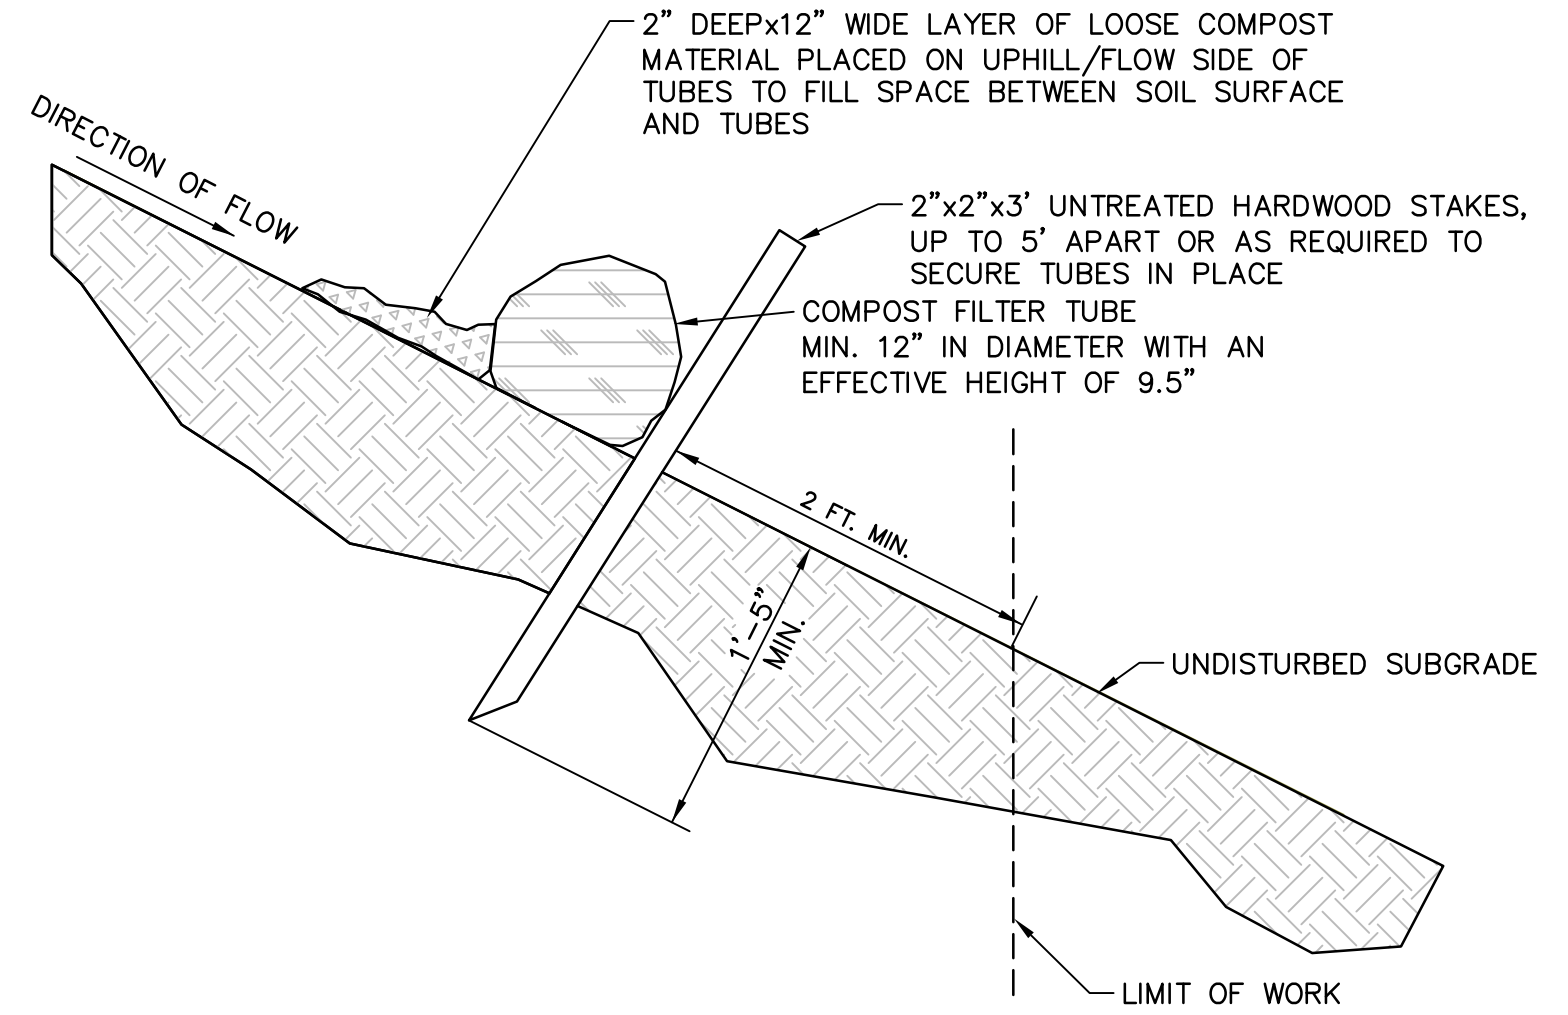 2” DEEPx12” WIDE LAYER OF LOOSE COMPOST
MATERIAL PLACED ON UPHILL/FLOW SIDE OF
TUBES TO FILL SPACE BETWEEN SOIL SURFACE
AND TUBES
DIRECTION OF FLOW
2”x2”x3’ UNTREATED HARDWOOD STAKES,
UP TO 5’ APART OR AS REQUIRED TO
SECURE TUBES IN PLACE
COMPOST FILTER TUBE
MIN. 12” IN DIAMETER WITH AN
EFFECTIVE HEIGHT OF 9.5”
2 FT. MIN.
1’–5”
MIN.
UNDISTURBED SUBGRADE
LIMIT OF WORK